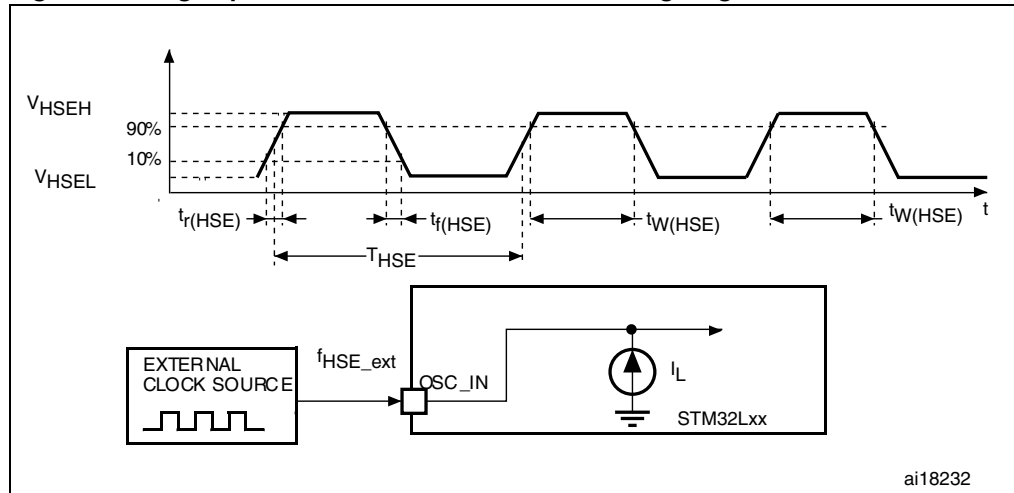 VHSEH
90%
10%
VHSEL
tr(HSE)
tf(HSE)
tW(HSE)
tW(HSE)
t
THSE
EXTERNAL
CLOCK SOURCE
fHSE_ext
OSC_IN
IL
STM32Lxx
ai18232